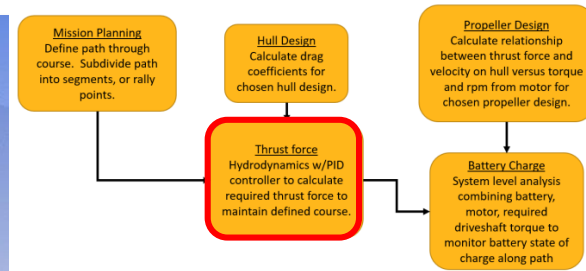 Mission Planning
Define path through
course. Subdivide path
into segments, or rally
points.
Hull Design
Calculate drag
coefficients for
chosen hull design.
Propeller Design
Calculate relationship
between thrust force and
velocity on hull versus torque
and rpm from motor for
chosen propeller design.
Thrust force
Hydrodynamics w/PID
controller to calculate
required thrust force to
maintain defined course.
Battery Charge
System level analysis
combining battery,
motor, required
driveshaft torque to
monitor battery state of
charge along path